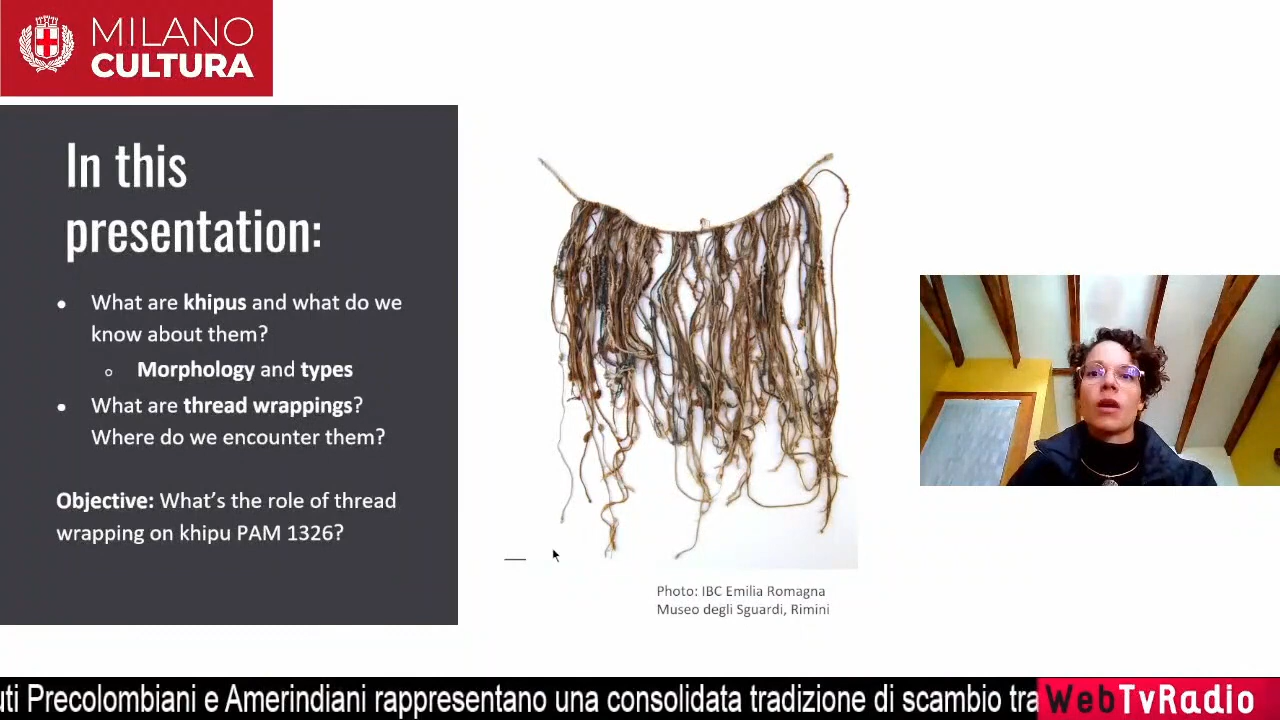 MILANO
CULTURA
In this
presentation:
• What are khipus and what do we
know about them?
○ Morphology and types
• What are thread wrappings?
Where do we encounter them?
Objective: What's the role of thread
wrapping on khipu PAM 1326?
Photo: IBC Emilia Romagna
Museo degli Sguardi, Rimini
uti Precolombiani e Amerindiani rappresentano una consolidata tradizione di scambio tra
WebTvRadio